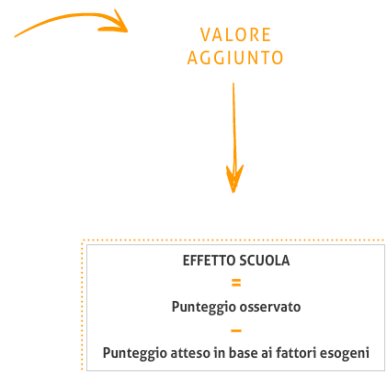 VALORE
AGGIUNTO
EFFETTO SCUOLA
=
Punteggio osservato
–
Punteggio atteso in base ai fattori esogeni